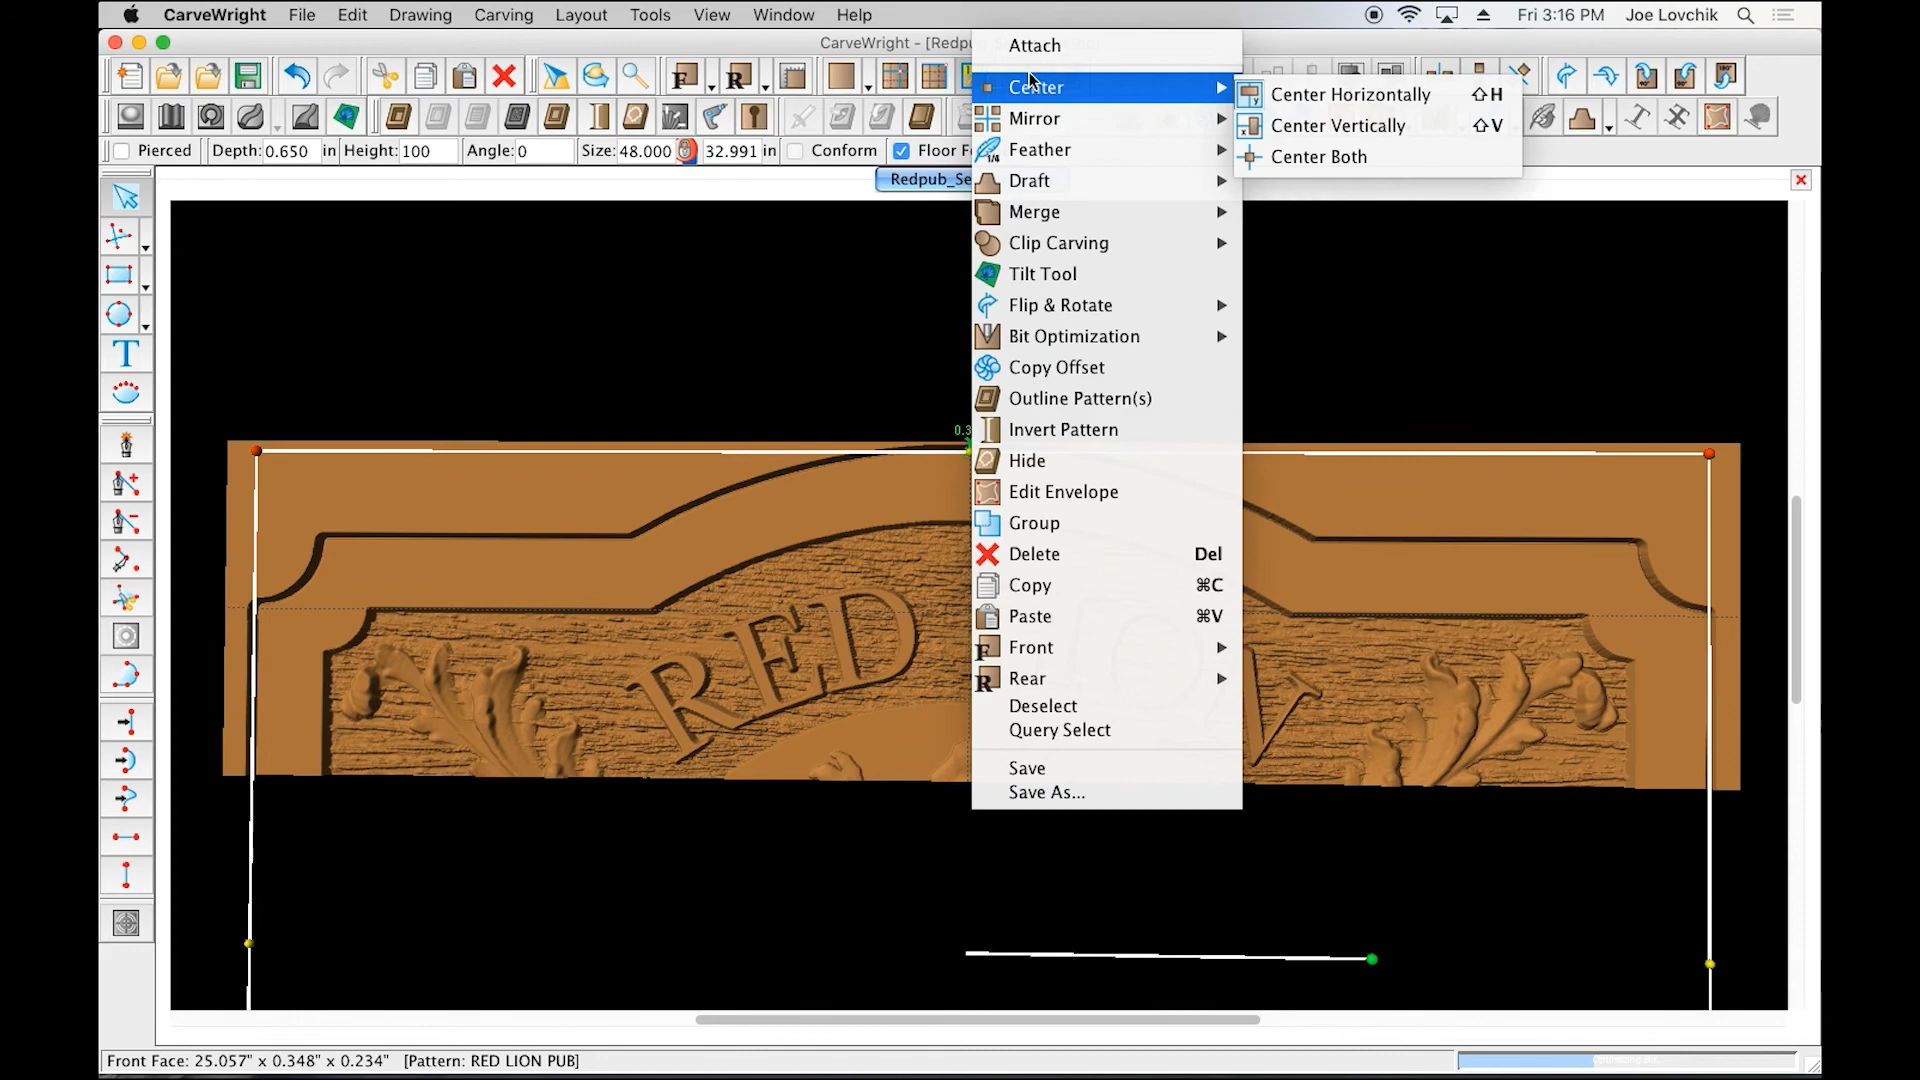 CarveWright File Edit Drawing Carving Layout Tools View Window Help Fri 3:16 PM Joe Lovchik
CarveWright - [Redpub
Attach
F R
Center
Center Horizontally ⇧H
Mirror
Center Vertically ⇧V
Pierced Depth: 0.650 in Height: 100 Angle: 0 Size: 48.000 32.991 in Conform Floor
Feather
Center Both
Redpub_Se
Draft
Merge
Clip Carving
Tilt Tool
Flip & Rotate
Bit Optimization
T
Copy Offset
Outline Pattern(s)
Invert Pattern
0.3
Hide
Edit Envelope
Group
Delete Del
Copy ⌘C
Paste ⌘V
F Front
R Rear
Deselect
Query Select
Save
Save As...
RED
Front Face: 25.057" x 0.348" x 0.234" [Pattern: RED LION PUB]